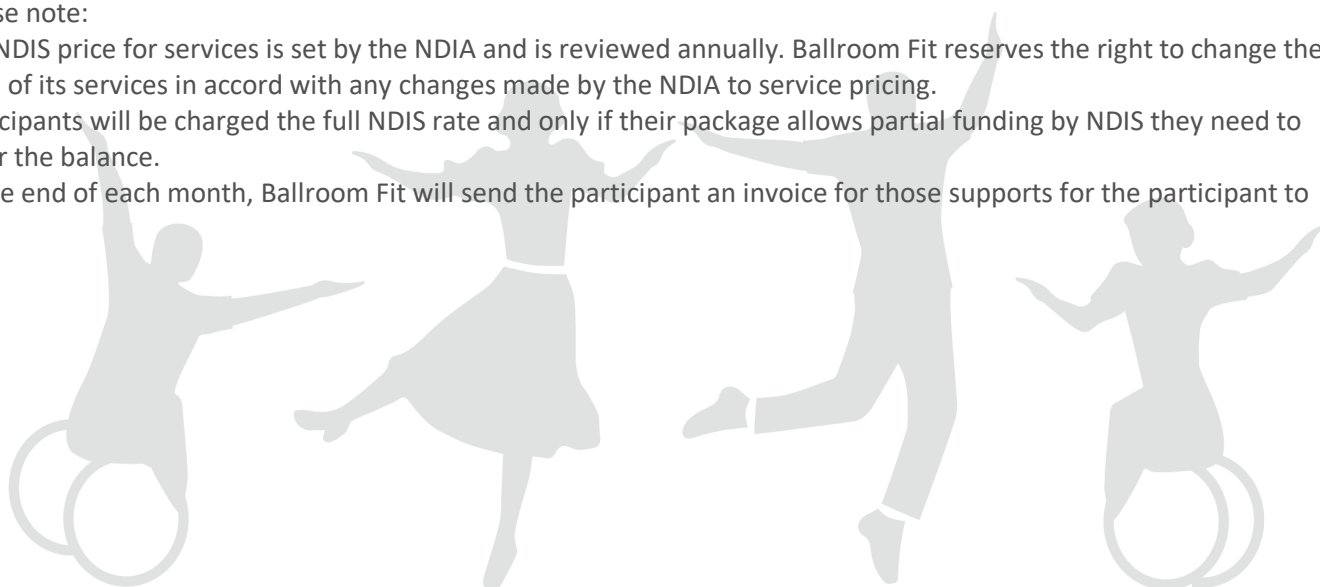 se note:
NDIS price for services is set by the NDIA and is reviewed annually. Ballroom Fit reserves the right to change the
of its services in accord with any changes made by the NDIA to service pricing.
cipants will be charged the full NDIS rate and only if their package allows partial funding by NDIS they need to
r the balance.
e end of each month, Ballroom Fit will send the participant an invoice for those supports for the participant to